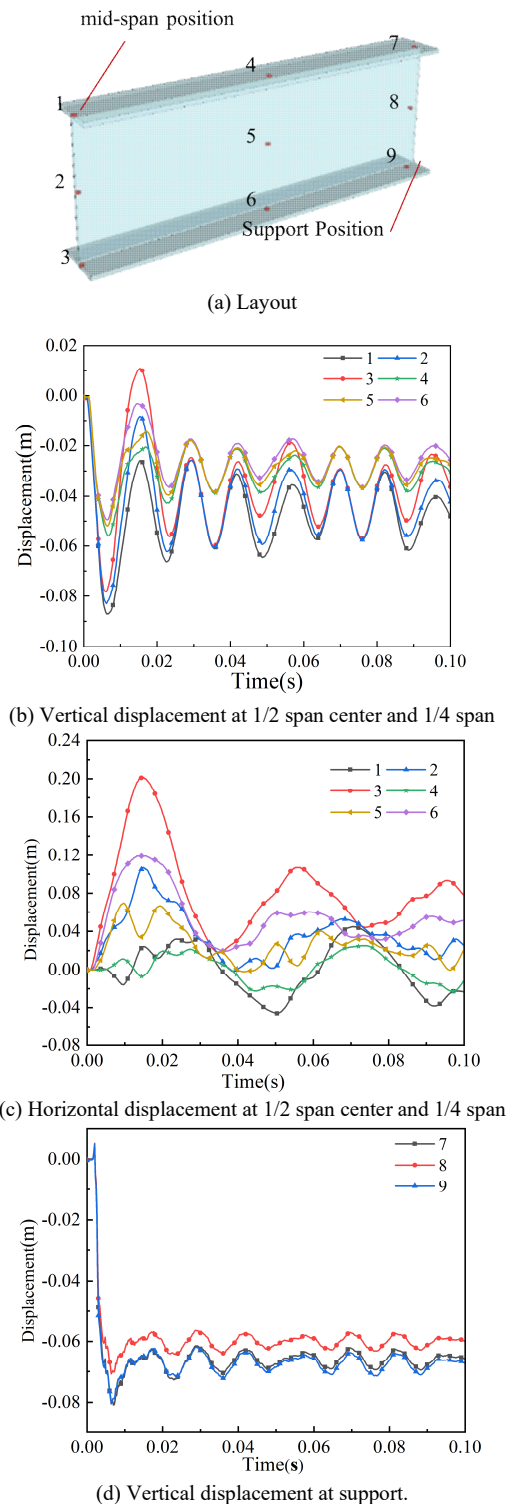 mid-span position
7
4
1
8
5
2
9
6
Support Position
3
(a) Layout
0.02
0.00
-0.02
-0.04
-0.06
-0.08
-0.10
Displacement(m)
1 2
3 4
5 6
0.00 0.02 0.04 0.06 0.08 0.10
Time(s)
(b) Vertical displacement at 1/2 span center and 1/4 span
0.24
0.20
0.16
0.12
0.08
0.04
0.00
-0.04
-0.08
Displacement(m)
1 2
3 4
5 6
0.00 0.02 0.04 0.06 0.08 0.10
Time(s)
(c) Horizontal displacement at 1/2 span center and 1/4 span
0.00
-0.02
-0.04
-0.06
-0.08
Displacement(m)
7
8
9
0.00 0.02 0.04 0.06 0.08 0.10
Time(s)
(d) Vertical displacement at support.